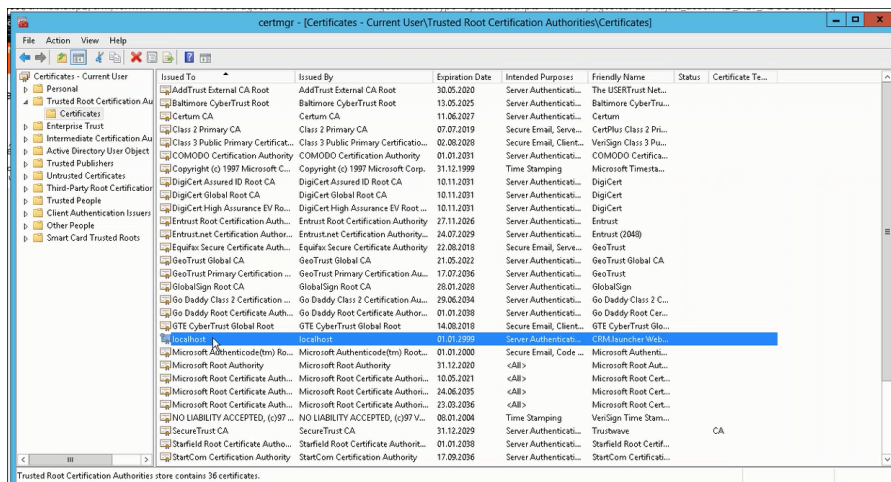 certmgr - [Certificates - Current User\Trusted Root Certification Authorities\Certificates]
File Action View Help
Certificates - Current User
Personal
Trusted Root Certification Au
Certificates
Enterprise Trust
Intermediate Certification Au
Active Directory User Object
Trusted Publishers
Untrusted Certificates
Third-Party Root Certification
Trusted People
Client Authentication Issuers
Other People
Smart Card Trusted Roots
Issued To Issued By Expiration Date Intended Purposes Friendly Name Status Certificate Te...
AddTrust External CA Root AddTrust External CA Root 30.05.2020 Server Authenticati... The USERTrust Net...
Baltimore CyberTrust Root Baltimore CyberTrust Root 13.05.2025 Server Authenticati... Baltimore CyberTru...
Certum CA Certum CA 11.06.2027 Server Authenticati... Certum
Class 2 Primary CA Class 2 Primary CA 07.07.2019 Secure Email, Serve... CertPlus Class 2 Pri...
Class 3 Public Primary Certificat... Class 3 Public Primary Certificatio... 02.08.2028 Secure Email, Client... VeriSign Class 3 Pu...
COMODO Certification Authority COMODO Certification Authority 01.01.2031 Server Authenticati... COMODO Certifica...
Copyright (c) 1997 Microsoft C... Copyright (c) 1997 Microsoft Corp. 31.12.1999 Time Stamping Microsoft Timesta...
DigiCert Assured ID Root CA DigiCert Assured ID Root CA 10.11.2031 Server Authenticati... DigiCert
DigiCert Global Root CA DigiCert Global Root CA 10.11.2031 Server Authenticati... DigiCert
DigiCert High Assurance EV Ro... DigiCert High Assurance EV Root ... 10.11.2031 Server Authenticati... DigiCert
Entrust Root Certification Auth... Entrust Root Certification Authority 27.11.2026 Server Authenticati... Entrust
Entrust.net Certification Author... Entrust.net Certification Authority ... 24.07.2029 Server Authenticati... Entrust (2048)
Equifax Secure Certificate Auth... Equifax Secure Certificate Authority 22.08.2018 Secure Email, Serve... GeoTrust
GeoTrust Global CA GeoTrust Global CA 21.05.2022 Server Authenticati... GeoTrust Global CA
GeoTrust Primary Certification ... GeoTrust Primary Certification Au... 17.07.2036 Server Authenticati... GeoTrust
GlobalSign Root CA GlobalSign Root CA 28.01.2028 Server Authenticati... GlobalSign
Go Daddy Class 2 Certification ... Go Daddy Class 2 Certification Au... 29.06.2034 Server Authenticati... Go Daddy Class 2 C...
Go Daddy Root Certificate Auth... Go Daddy Root Certificate Author... 01.01.2038 Server Authenticati... Go Daddy Root Cer...
GTE CyberTrust Global Root GTE CyberTrust Global Root 14.08.2018 Secure Email, Client... GTE CyberTrust Glo...
localhost localhost 01.01.2999 Server Authenticati... CRM.launcher Web...
Microsoft Authenticode(tm) Ro... Microsoft Authenticode(tm) Root... 01.01.2000 Secure Email, Code ... Microsoft Authenti...
Microsoft Root Authority Microsoft Root Authority 31.12.2020 <All> Microsoft Root Aut...
Microsoft Root Certificate Auth... Microsoft Root Certificate Authori... 10.05.2021 <All> Microsoft Root Cert...
Microsoft Root Certificate Auth... Microsoft Root Certificate Authori... 24.06.2035 <All> Microsoft Root Cert...
Microsoft Root Certificate Auth... Microsoft Root Certificate Authori... 23.03.2036 <All> Microsoft Root Cert...
NO LIABILITY ACCEPTED, (c)97 ... NO LIABILITY ACCEPTED, (c)97 V... 08.01.2004 Time Stamping VeriSign Time Stam...
SecureTrust CA SecureTrust CA 31.12.2029 Server Authenticati... Trustwave CA
Starfield Root Certificate Autho... Starfield Root Certificate Authorit... 01.01.2038 Server Authenticati... Starfield Root Certif...
StartCom Certification Authority StartCom Certification Authority 17.09.2036 Server Authenticati... StartCom Certificati...
Trusted Root Certification Authorities store contains 36 certificates.